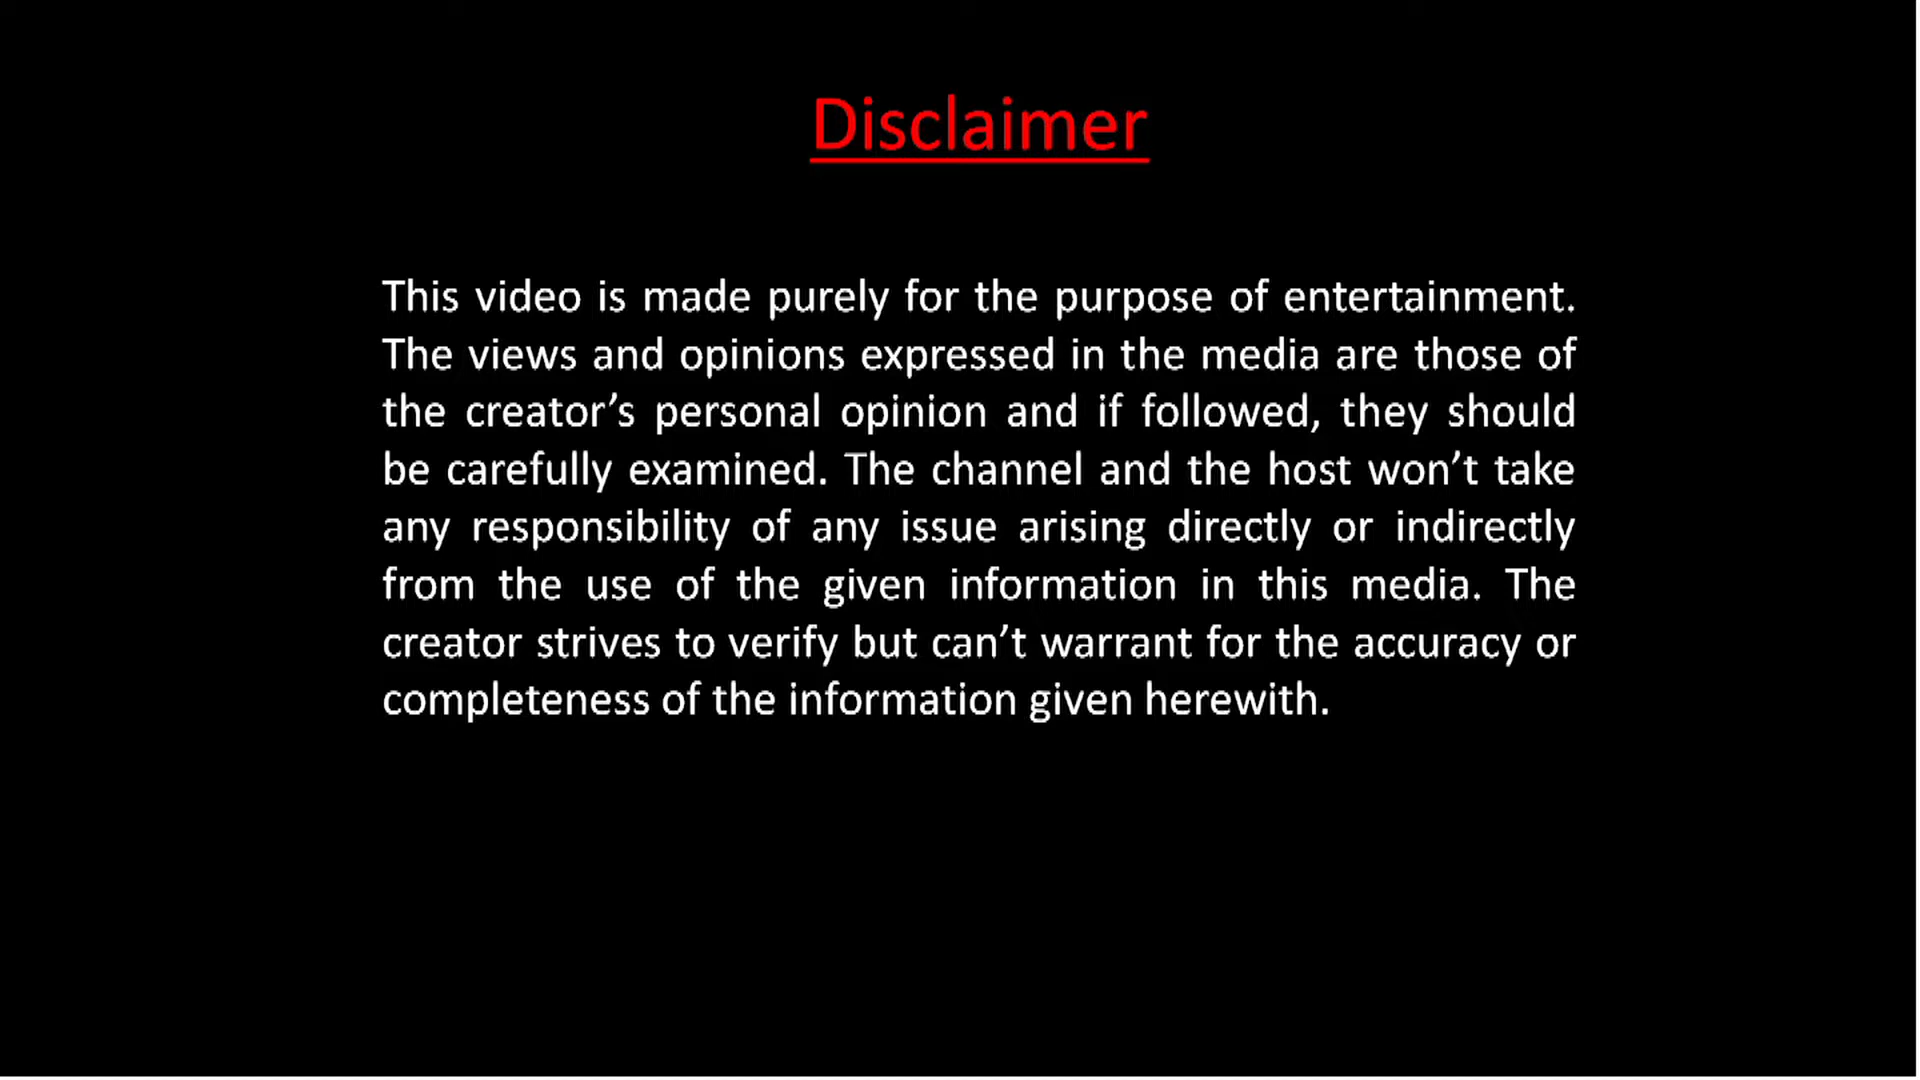 Disclaimer
This video is made purely for the purpose of entertainment.
The views and opinions expressed in the media are those of
the creator’s personal opinion and if followed, they should
be carefully examined. The channel and the host won’t take
any responsibility of any issue arising directly or indirectly
from the use of the given information in this media. The
creator strives to verify but can’t warrant for the accuracy or
completeness of the information given herewith.